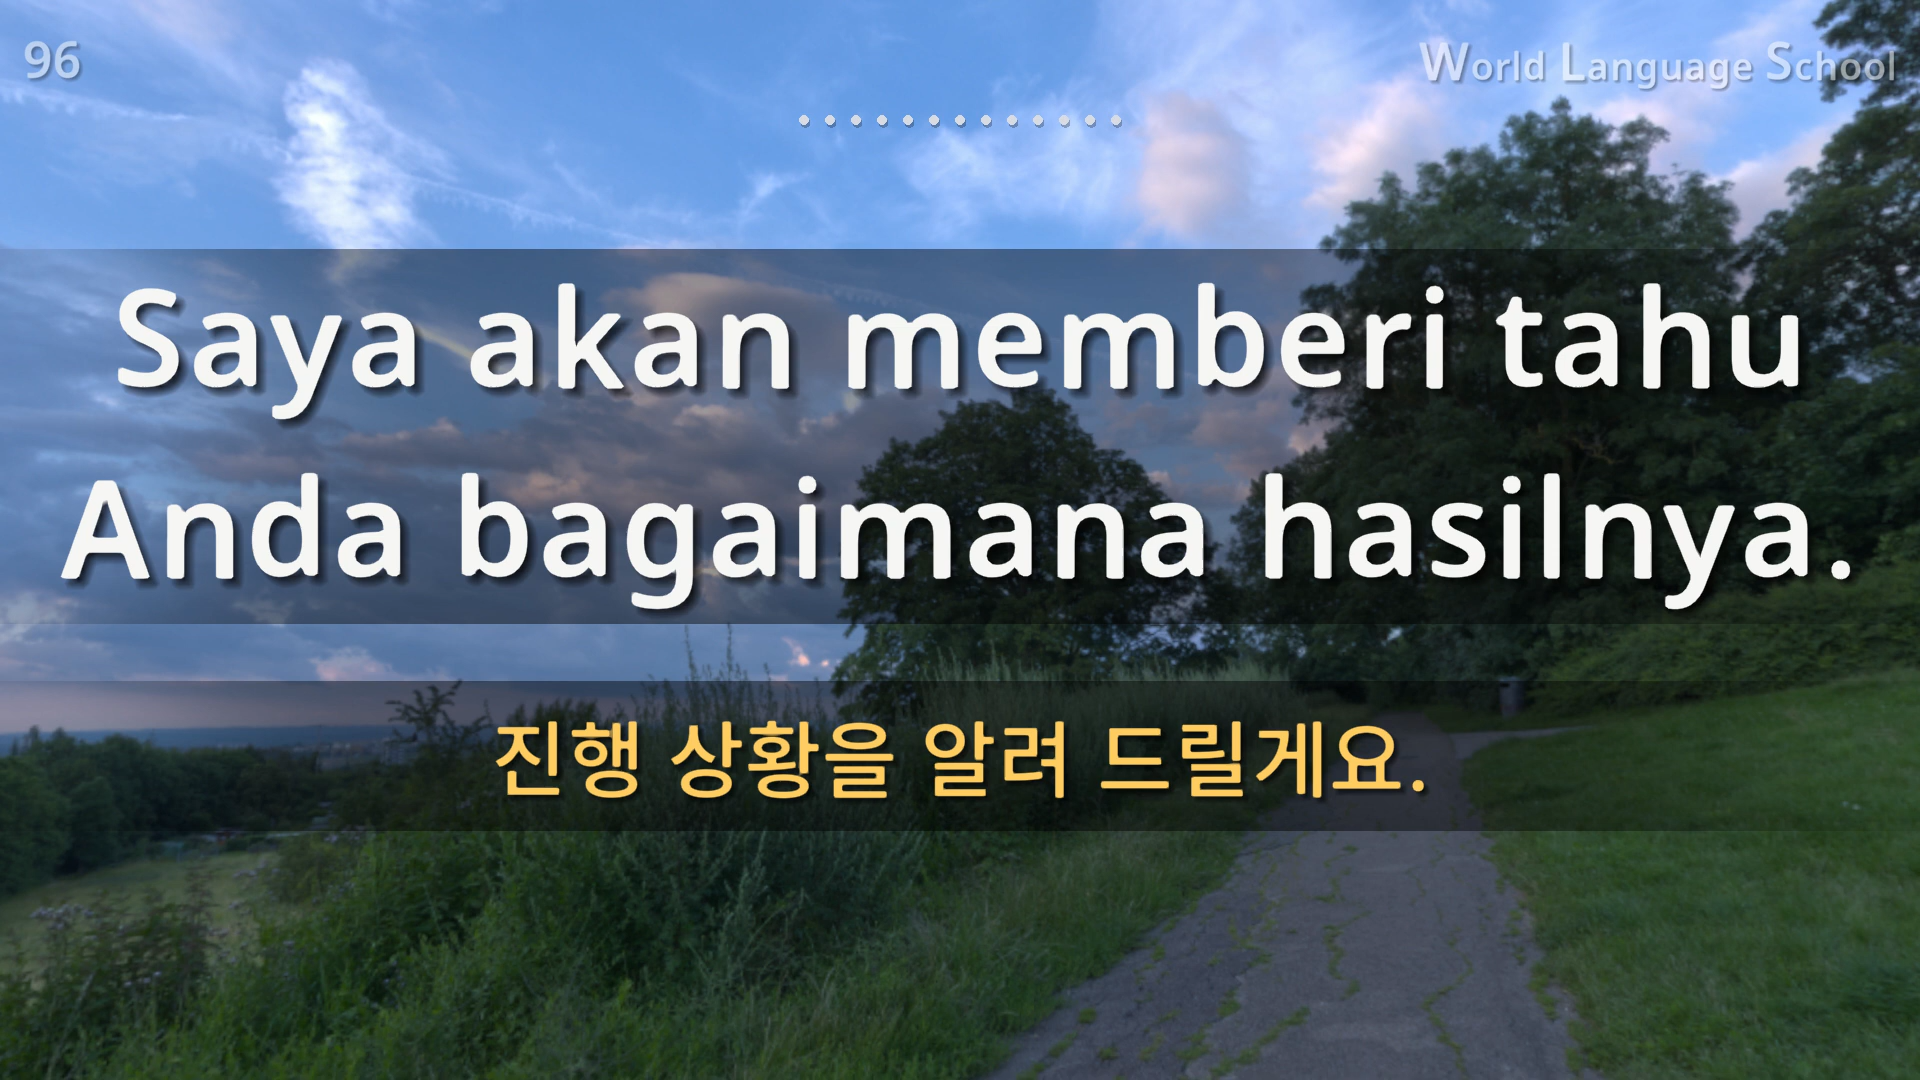 96
World Language School
Saya akan memberi tahu
Anda bagaimana hasilnya.
진행 상황을 알려 드릴게요.